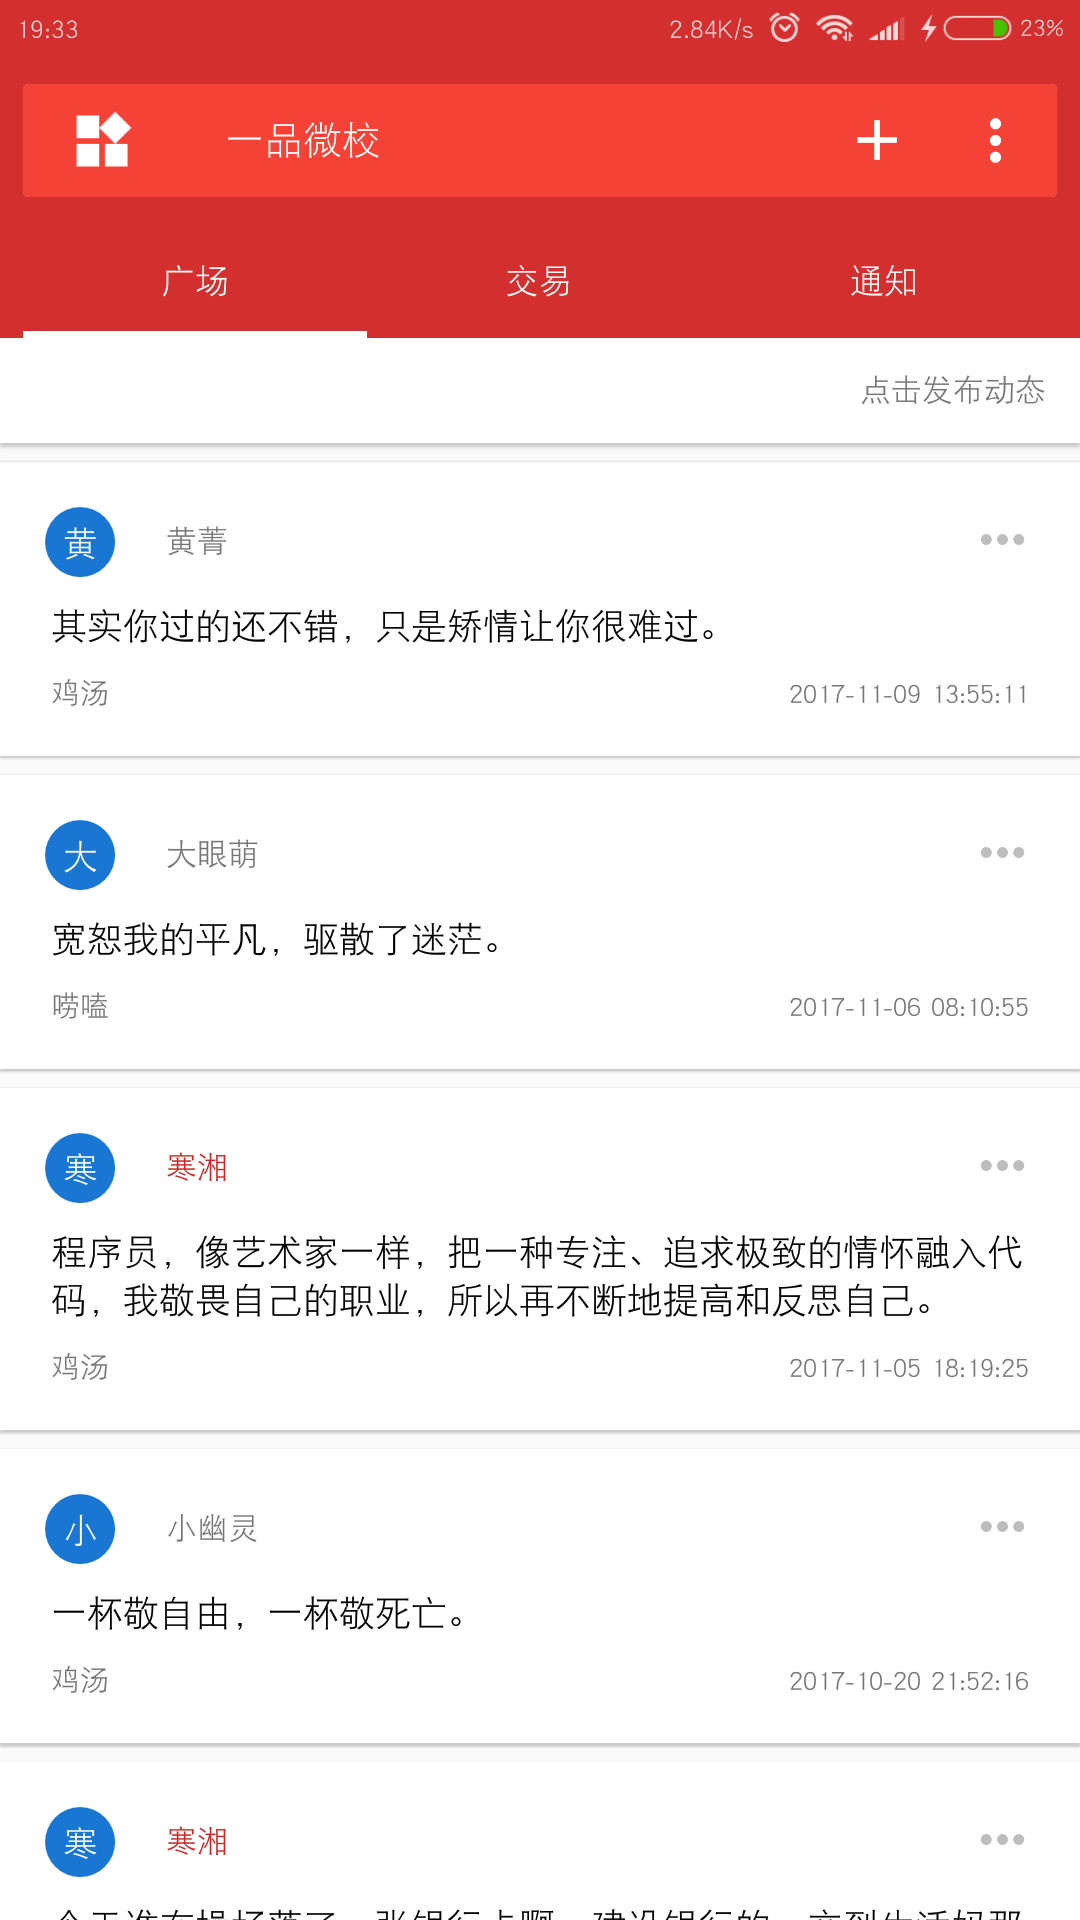 19:33
2.84K/s
23%
一品微校
广场
交易
通知
点击发布动态
黄
黄菁
其实你过的还不错，只是矫情让你很难过。
鸡汤
2017-11-09 13:55:11
大
大眼萌
宽恕我的平凡，驱散了迷茫。
唠嗑
2017-11-06 08:10:55
寒
寒湘
程序员，像艺术家一样，把一种专注、追求极致的情怀融入代
码，我敬畏自己的职业，所以再不断地提高和反思自己。
鸡汤
2017-11-05 18:19:25
小
小幽灵
一杯敬自由，一杯敬死亡。
鸡汤
2017-10-20 21:52:16
寒
寒湘